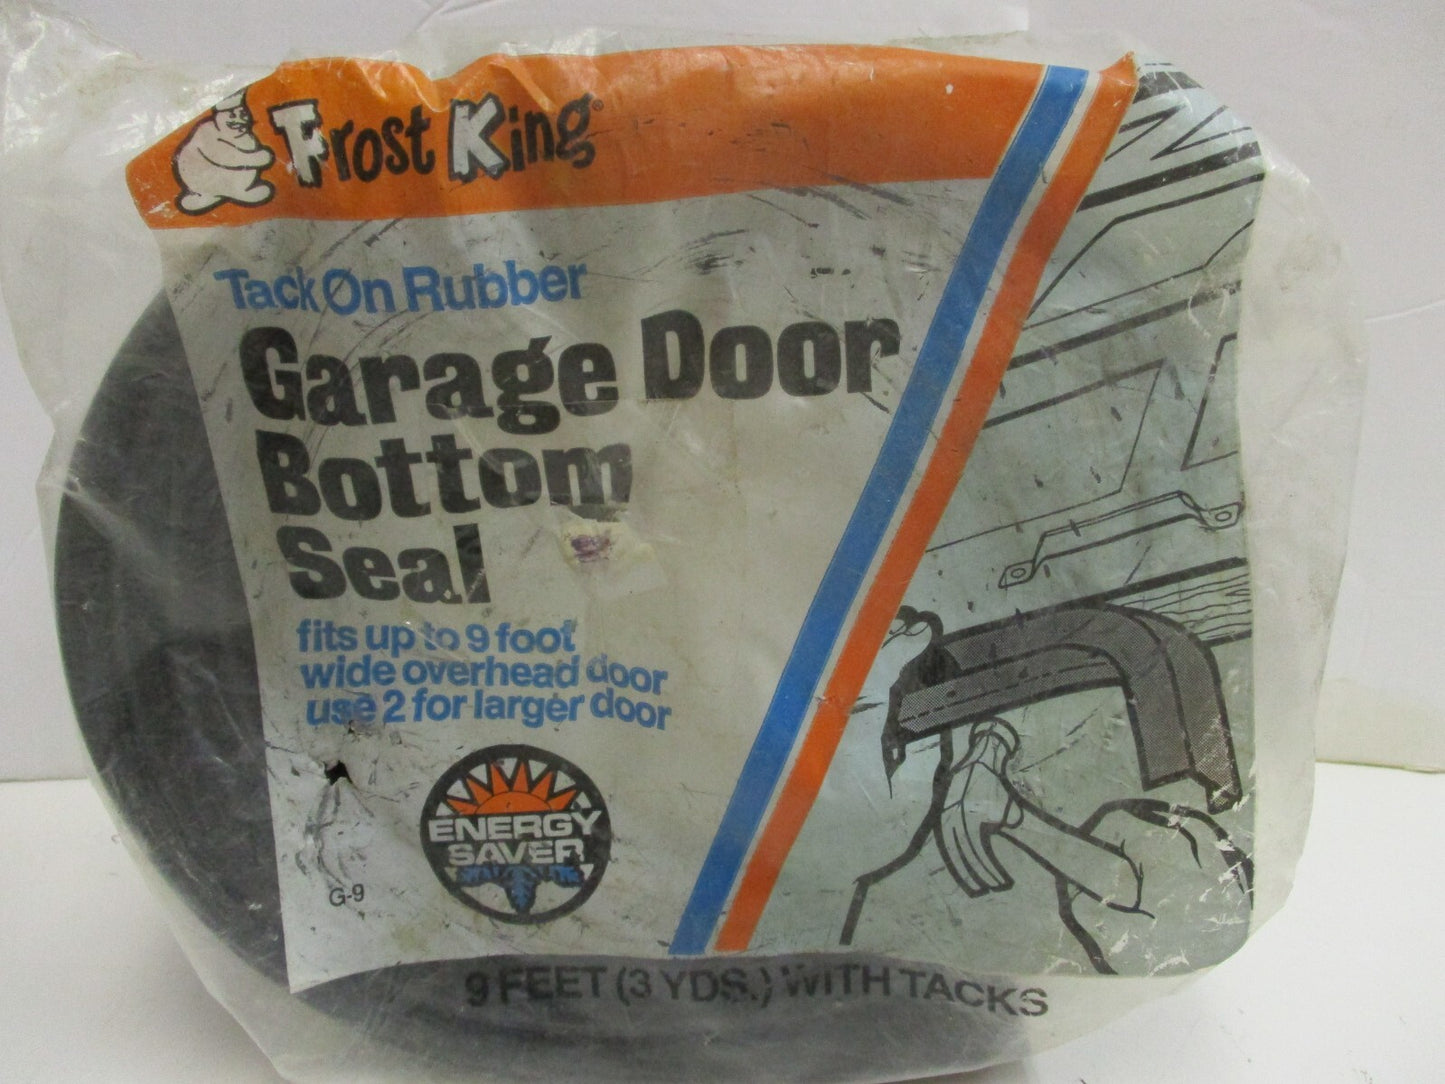 Frost King®
Tack On Rubber
Garage Door
Bottom
Seal
fits up to 9 foot
wide overhead door
use 2 for larger door
ENERGY
SAVER
G-9
9 FEET (3 YDS.) WITH TACKS